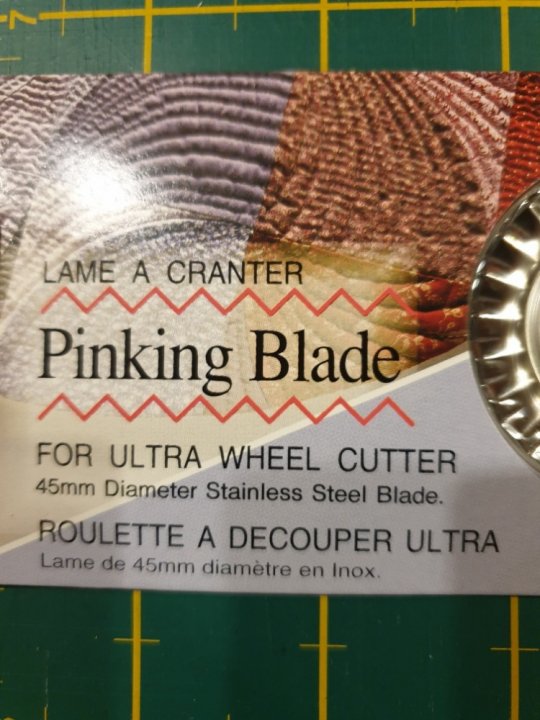 LAME A CRANTER
Pinking Blade
FOR ULTRA WHEEL CUTTER
45mm Diameter Stainless Steel Blade.
ROULETTE A DECOUPER ULTRA
Lame de 45mm diamètre en Inox.